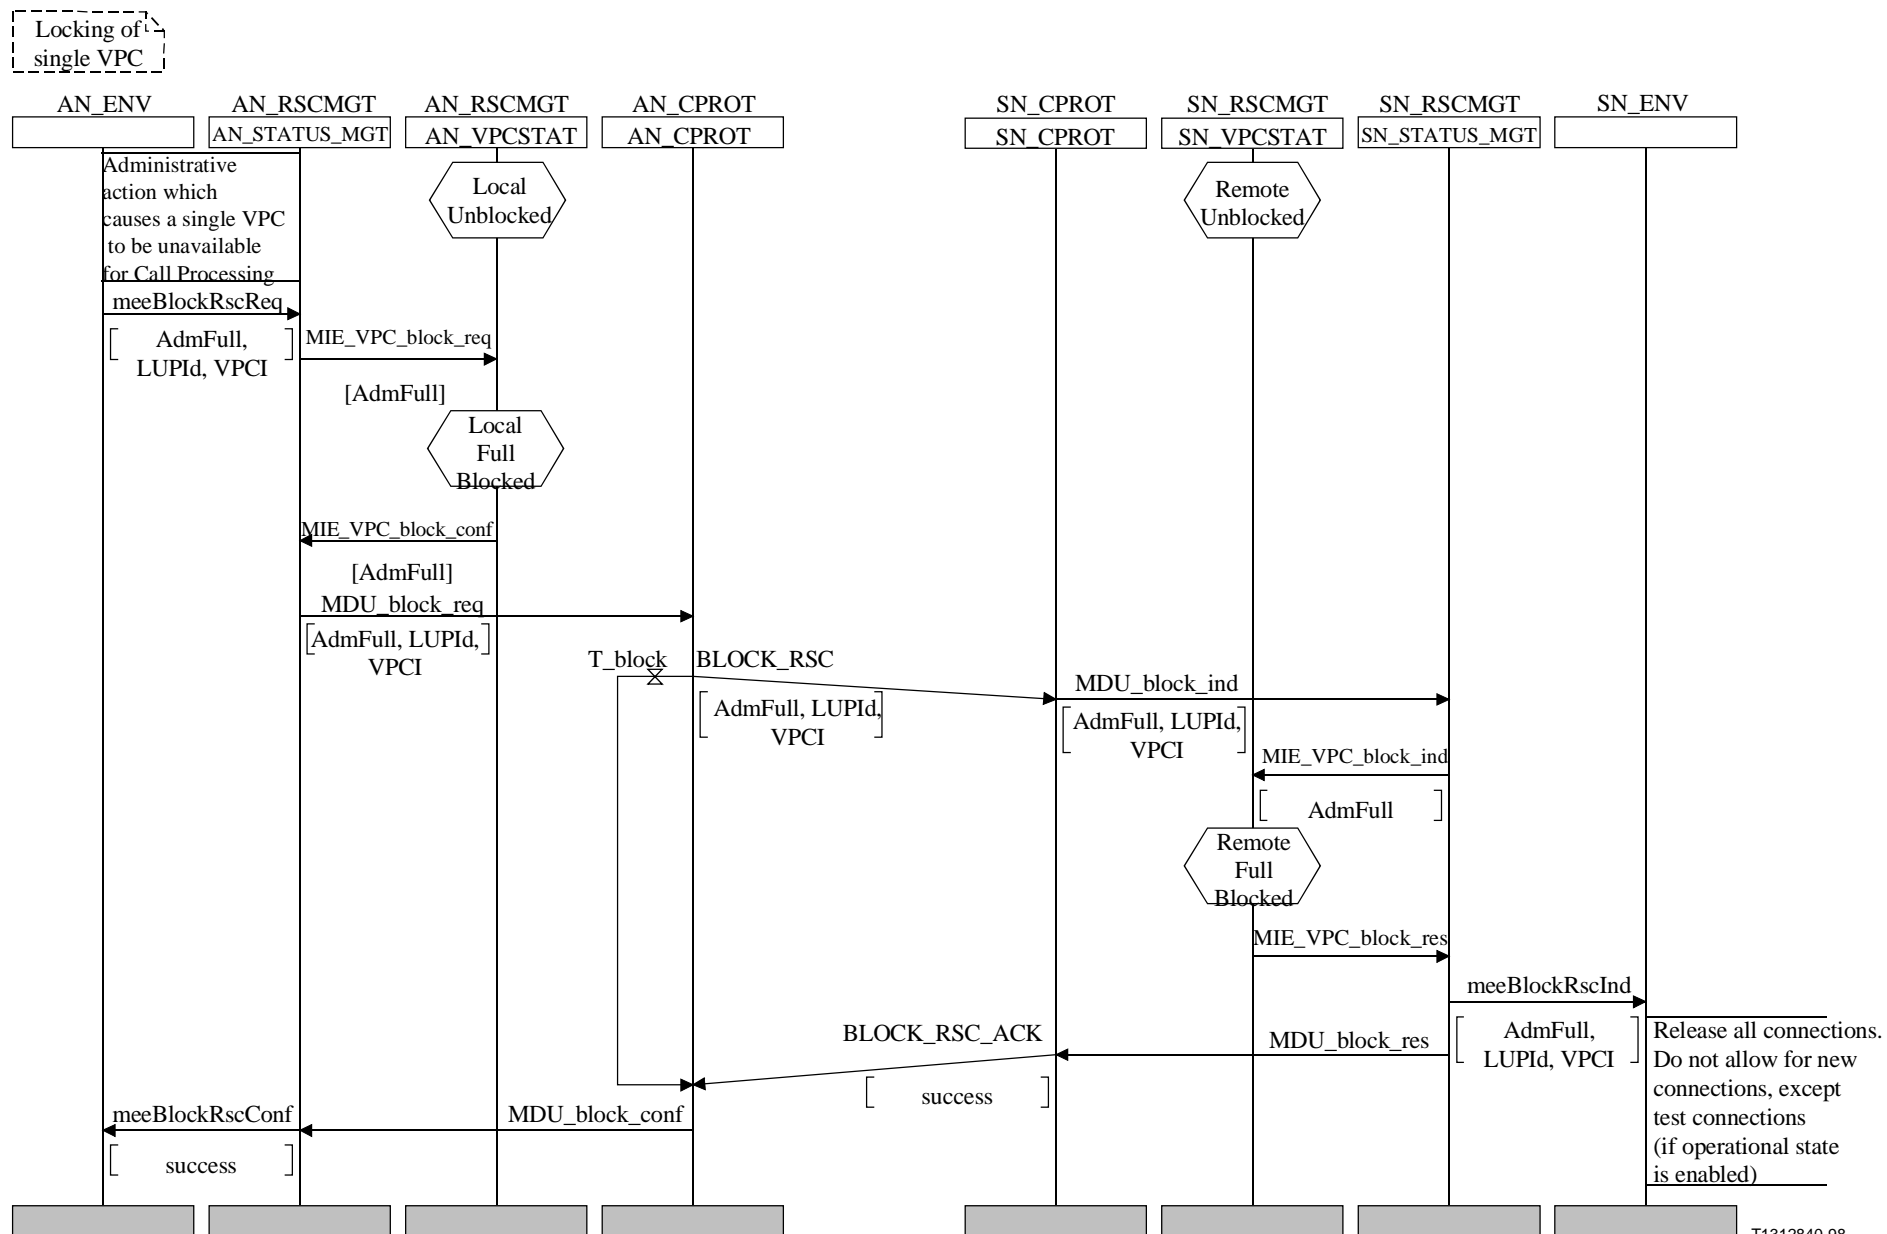 Locking of
single VPC
AN_ENV
AN_RSCMGT
AN_RSCMGT
AN_CPROT
SN_CPROT
SN_RSCMGT
SN_RSCMGT
SN_ENV
AN_STATUS_MGT
AN_VPCSTAT
AN_CPROT
SN_CPROT
SN_VPCSTAT
SN_STATUS_MGT
Administrative
action which
causes a single VPC
to be unavailable
for Call Processing
Local
Unblocked
Remote
Unblocked
meeBlockRscReq
AdmFull,
LUPId, VPCI
MIE_VPC_block_req
[AdmFull]
Local
Full
Blocked
MIE_VPC_block_conf
[AdmFull]
MDU_block_req
AdmFull, LUPId,
VPCI
T_block
BLOCK_RSC
AdmFull, LUPId,
VPCI
MDU_block_ind
AdmFull, LUPId,
VPCI
MIE_VPC_block_ind
AdmFull
Remote
Full
Blocked
MIE_VPC_block_res
meeBlockRscInd
AdmFull,
LUPId, VPCI
Release all connections.
Do not allow for new
connections, except
test connections
(if operational state
is enabled)
MDU_block_res
BLOCK_RSC_ACK
success
MDU_block_conf
meeBlockRscConf
success
T1312840-98